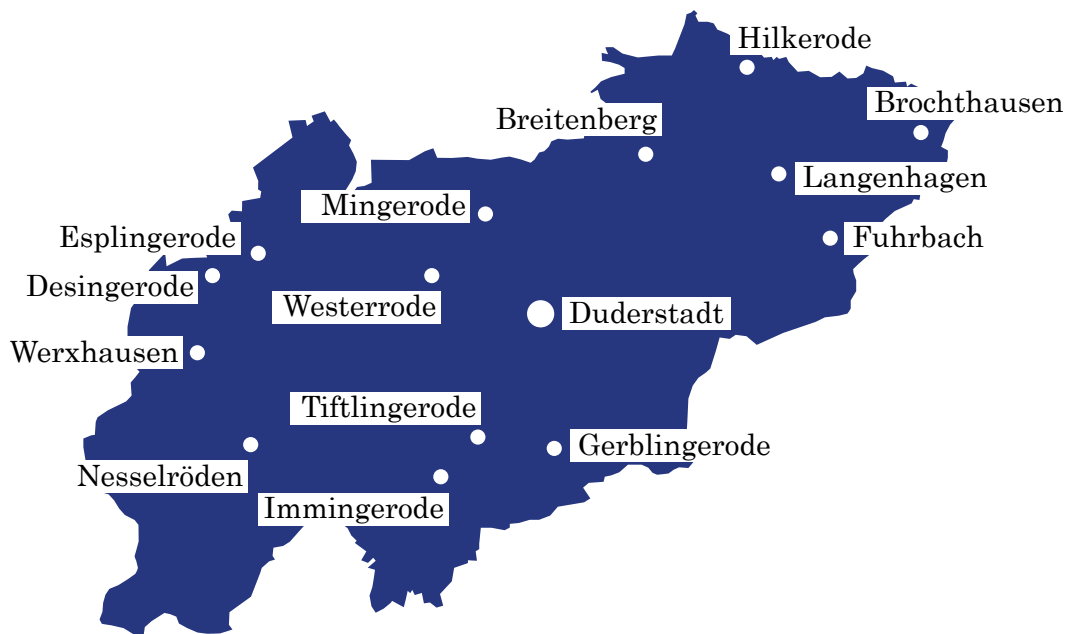 Hilkerode
Brochthausen
Breitenberg
Langenhagen
Mingerode
Esplingerode
Fuhrbach
Desingerode
Westerrode
Duderstadt
Werxhausen
Tiftlingerode
Gerblingerode
Nesselröden
Immingerode